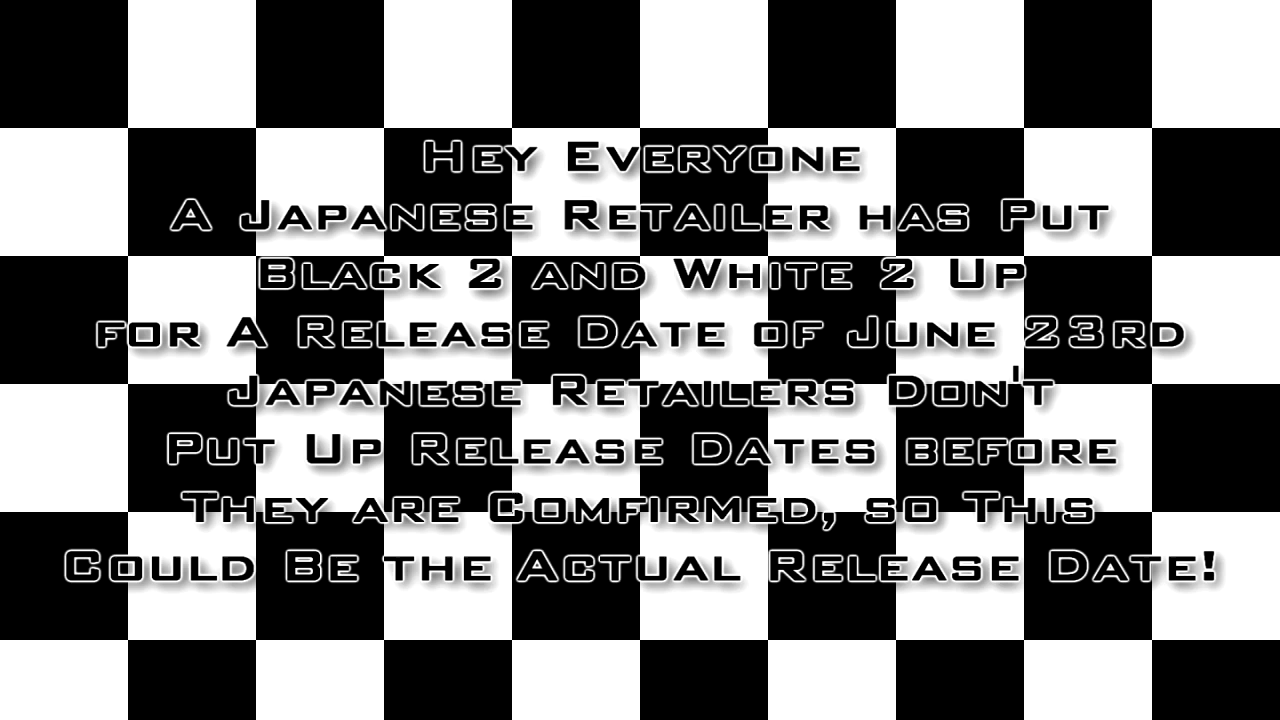 Hey Everyone
A Japanese Retailer has Put
Black 2 and White 2 Up
for A Release Date of June 23rd
Japanese Retailers Don't
Put Up Release Dates before
They are Comfirmed, so This
Could Be the Actual Release Date!